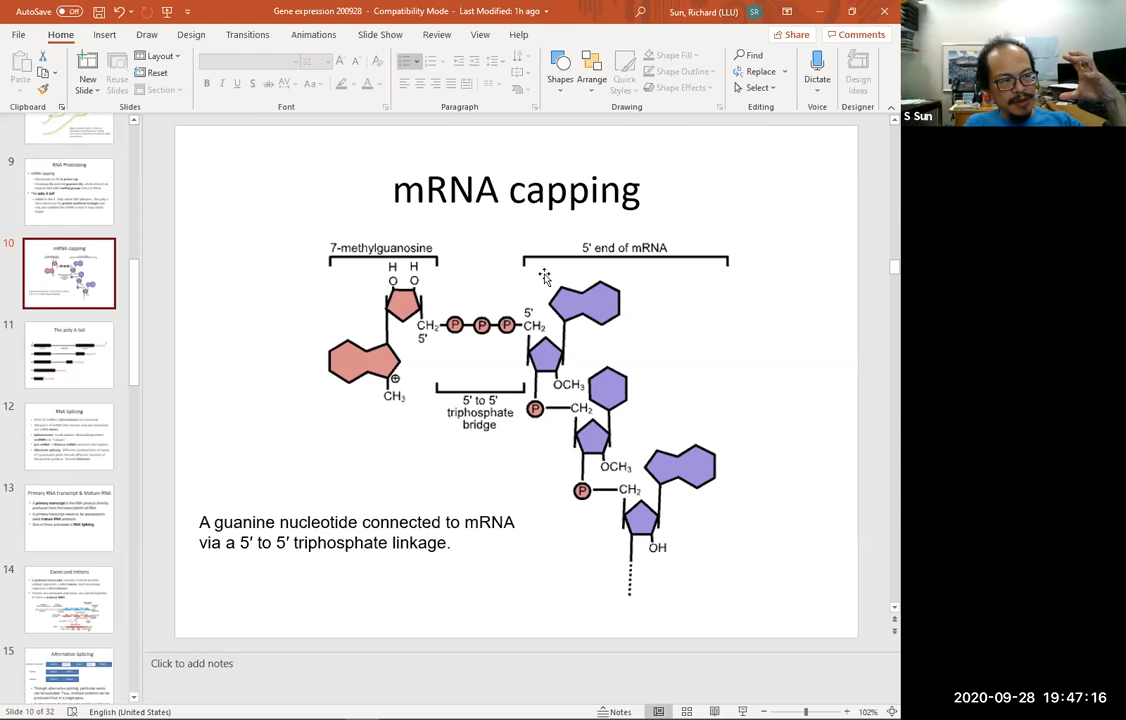 AutoSave Off
Gene expression 200928 - Compatibility Mode • Last Modified: 1h ago
Sun, Richard (LLU) SR
File Home Insert Draw Design Transitions Animations Slide Show Review View Help
Share Comments
Paste
New Slide
Reuse Slides
Layout
Reset
Section
32
B I U S ab AV Aa A
Shapes Arrange Quick Styles
Shape Fill
Shape Outline
Shape Effects
Find
Replace
Select
Dictate
Design Ideas
Clipboard Slides Font Paragraph Drawing Editing Voice Designer
S Sun
9
RNA Processing
10
mRNA capping
11
The poly A tail
12
RNA Splicing
13
Primary RNA transcript & Mature RNA
14
Exons and Introns
15
Alternative Splicing
mRNA capping
7-methylguanosine
5' end of mRNA
H H
O O
CH₂ P P P CH₂
5'
5'
⊕
CH₃
5' to 5'
triphosphate
bridge
OCH₃
P CH₂
OCH₃
P CH₂
OH
A guanine nucleotide connected to mRNA
via a 5′ to 5′ triphosphate linkage.
Click to add notes
Slide 10 of 32
English (United States)
Notes
102%
2020-09-28 19:47:16